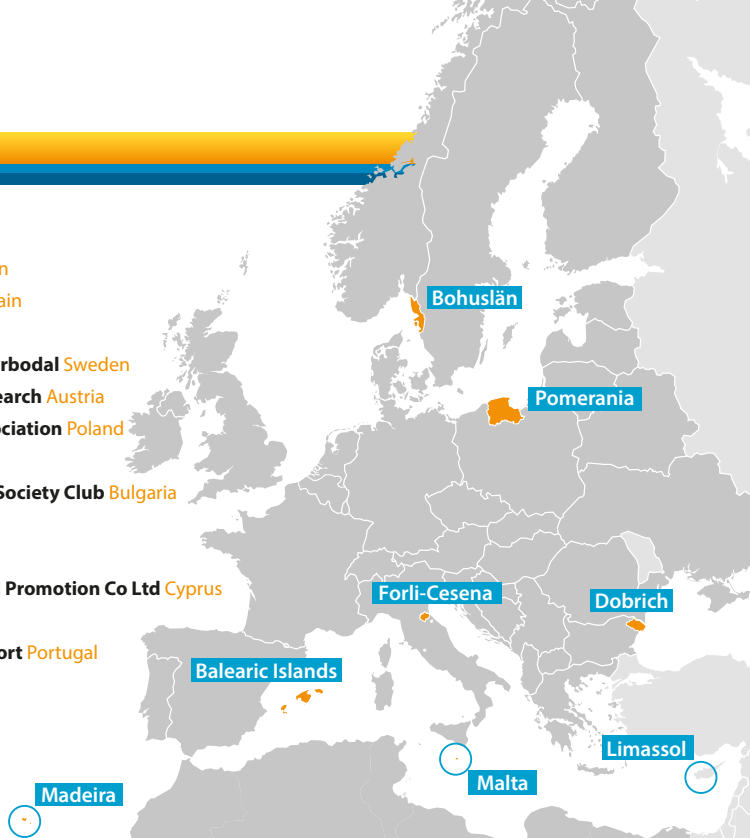 n
ain
Bohuslän
rbodal Sweden
earch Austria
Pomerania
ciation Poland
Society Club Bulgaria
Promotion Co Ltd Cyprus
Forli-Cesena
Dobrich
ort Portugal
Balearic Islands
Limassol
Malta
Madeira